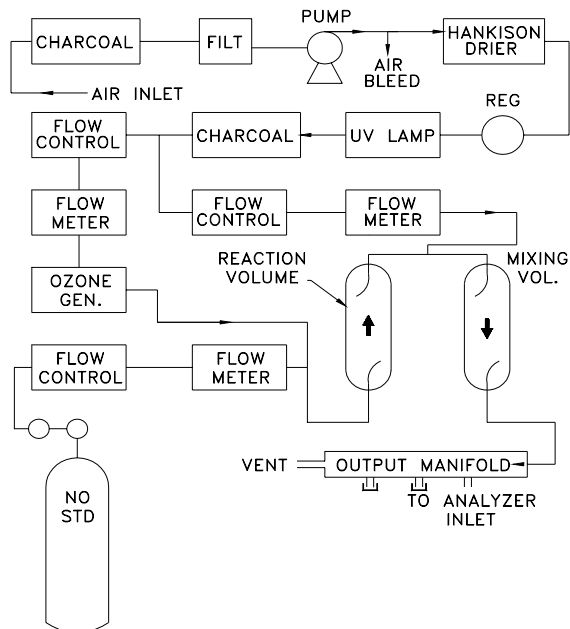 PUMP
CHARCOAL
FILT
HANKISON
DRIER
AIR
BLEED
AIR INLET
REG
FLOW
CONTROL
CHARCOAL
UV LAMP
FLOW
METER
FLOW
CONTROL
FLOW
METER
REACTION
VOLUME
MIXING
VOL.
OZONE
GEN.
FLOW
CONTROL
FLOW
METER
VENT
OUTPUT MANIFOLD
TO ANALYZER
INLET
NO
STD